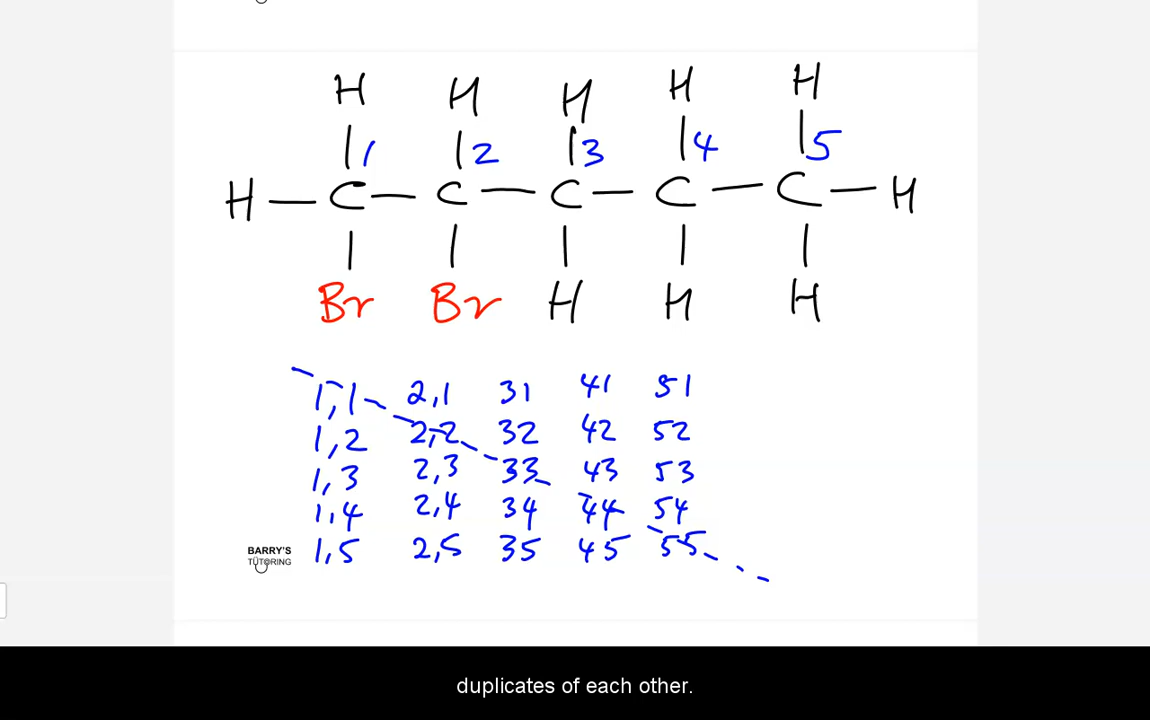 H H H H H
1 2 3 4 5
H — C — C — C — C — C — H
Br Br H H H
1,1 2,1 31 41 51
1,2 2,2 32 42 52
1,3 2,3 33 43 53
1,4 2,4 34 44 54
1,5 2,5 35 45 55
BARRY'S
TÜTORING
duplicates of each other.